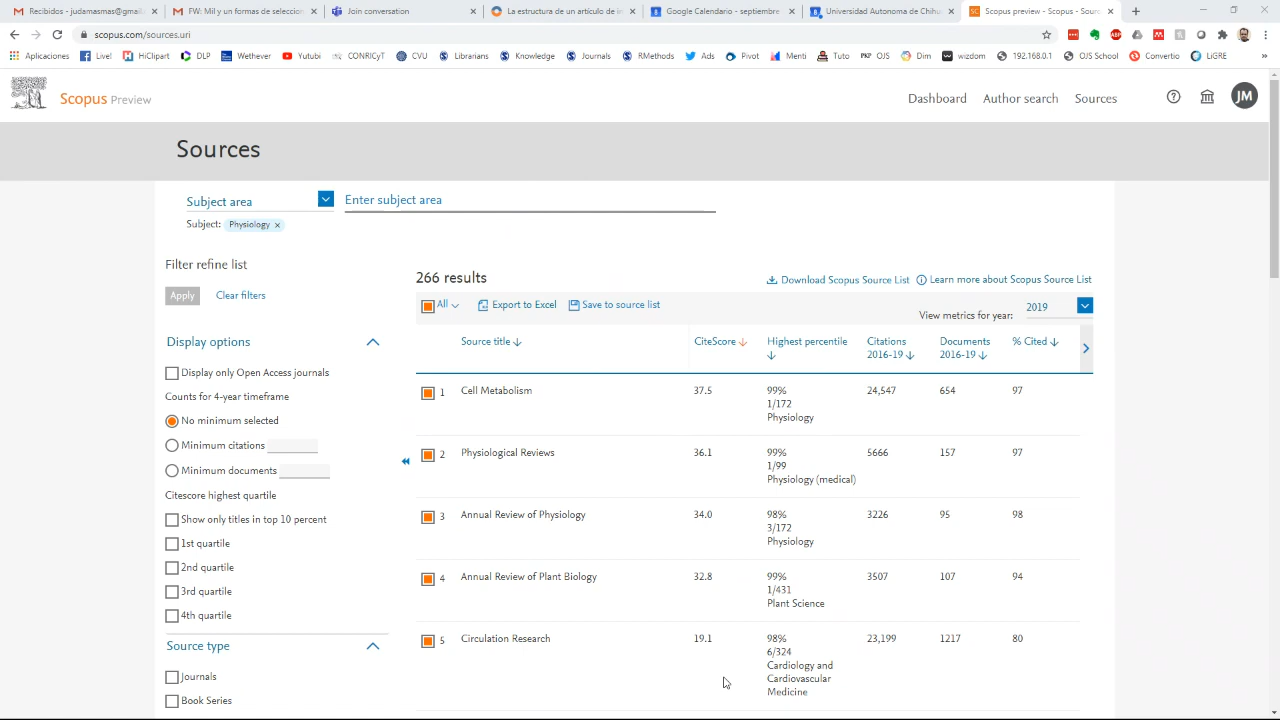 Recibidos - judamasmas@gmail.co
FW: Mil y un formas de seleccion
Join conversation
La estructura de un artículo de in
Google Calendario - septiembre
Universidad Autonoma de Chihu
Scopus preview - Scopus - Sourc
scopus.com/sources.uri
Aplicaciones
Live!
HiClipart
DLP
Wethever
Yutubi
CONRICyT
CVU
Librarians
Knowledge
Journals
RMethods
Ads
Pivot
Menti
Tuto
PKP OJS
Dim
wizdom
192.168.0.1
OJS School
Convertio
LiGRE
Scopus Preview
Dashboard Author search Sources
JM
Sources
Subject area
Enter subject area
Subject: Physiology
Filter refine list
Apply Clear filters
Display options
Display only Open Access journals
Counts for 4-year timeframe
No minimum selected
Minimum citations
Minimum documents
Citescore highest quartile
Show only titles in top 10 percent
1st quartile
2nd quartile
3rd quartile
4th quartile
Source type
Journals
Book Series
266 results
Download Scopus Source List
Learn more about Scopus Source List
All
Export to Excel
Save to source list
View metrics for year:
2019
Source title
CiteScore
Highest percentile
Citations
2016-19
Documents
2016-19
% Cited
1 Cell Metabolism 37.5 99% 24,547 654 97
1/172
Physiology
2 Physiological Reviews 36.1 99% 5666 157 97
1/99
Physiology (medical)
3 Annual Review of Physiology 34.0 98% 3226 95 98
3/172
Physiology
4 Annual Review of Plant Biology 32.8 99% 3507 107 94
1/431
Plant Science
5 Circulation Research 19.1 98% 23,199 1217 80
6/324
Cardiology and
Cardiovascular
Medicine